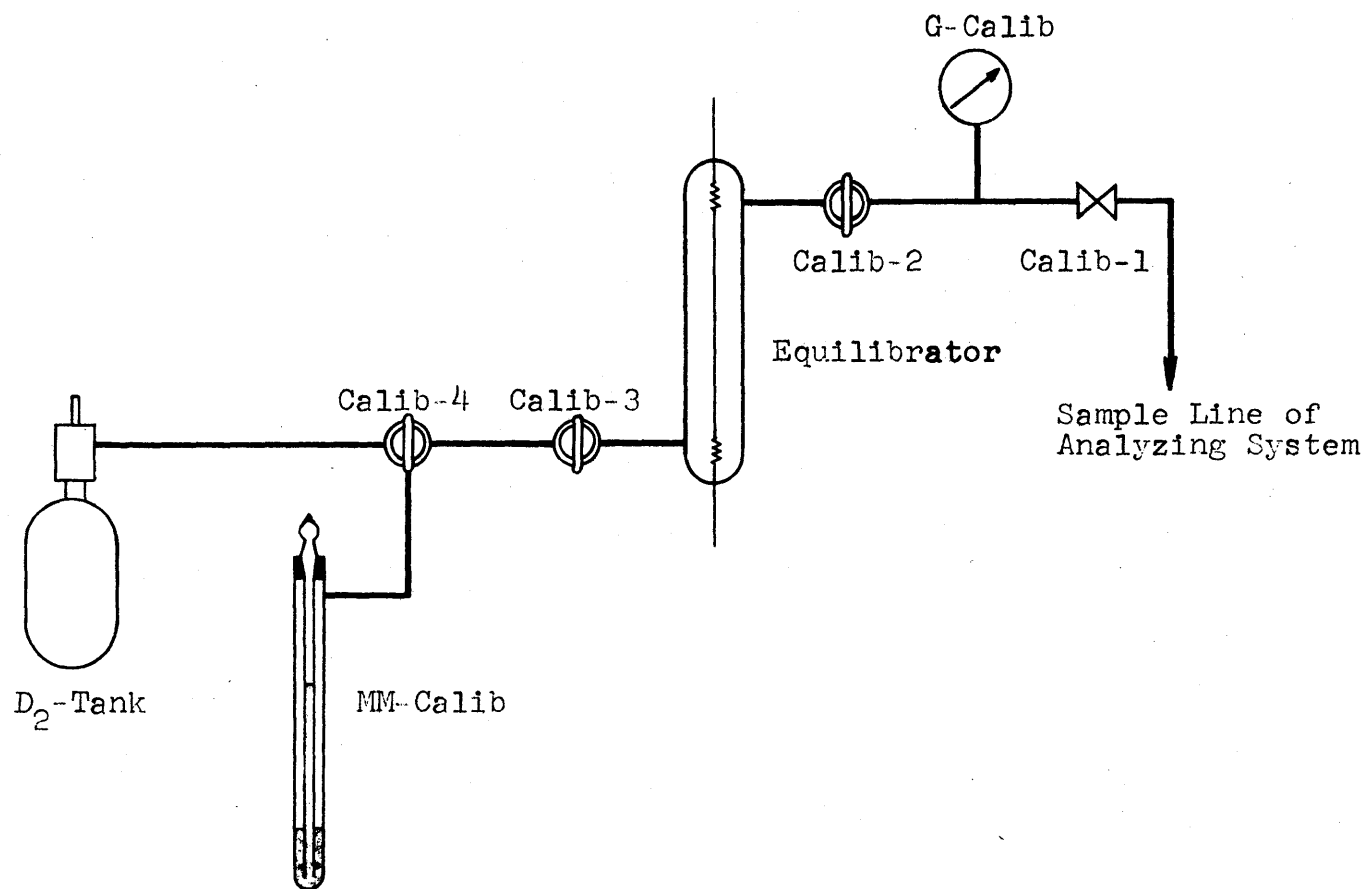 G-Calib
Calib-2
Calib-1
Equilibrator
Calib-4
Calib-3
Sample Line of
Analyzing System
D₂-Tank
MM-Calib